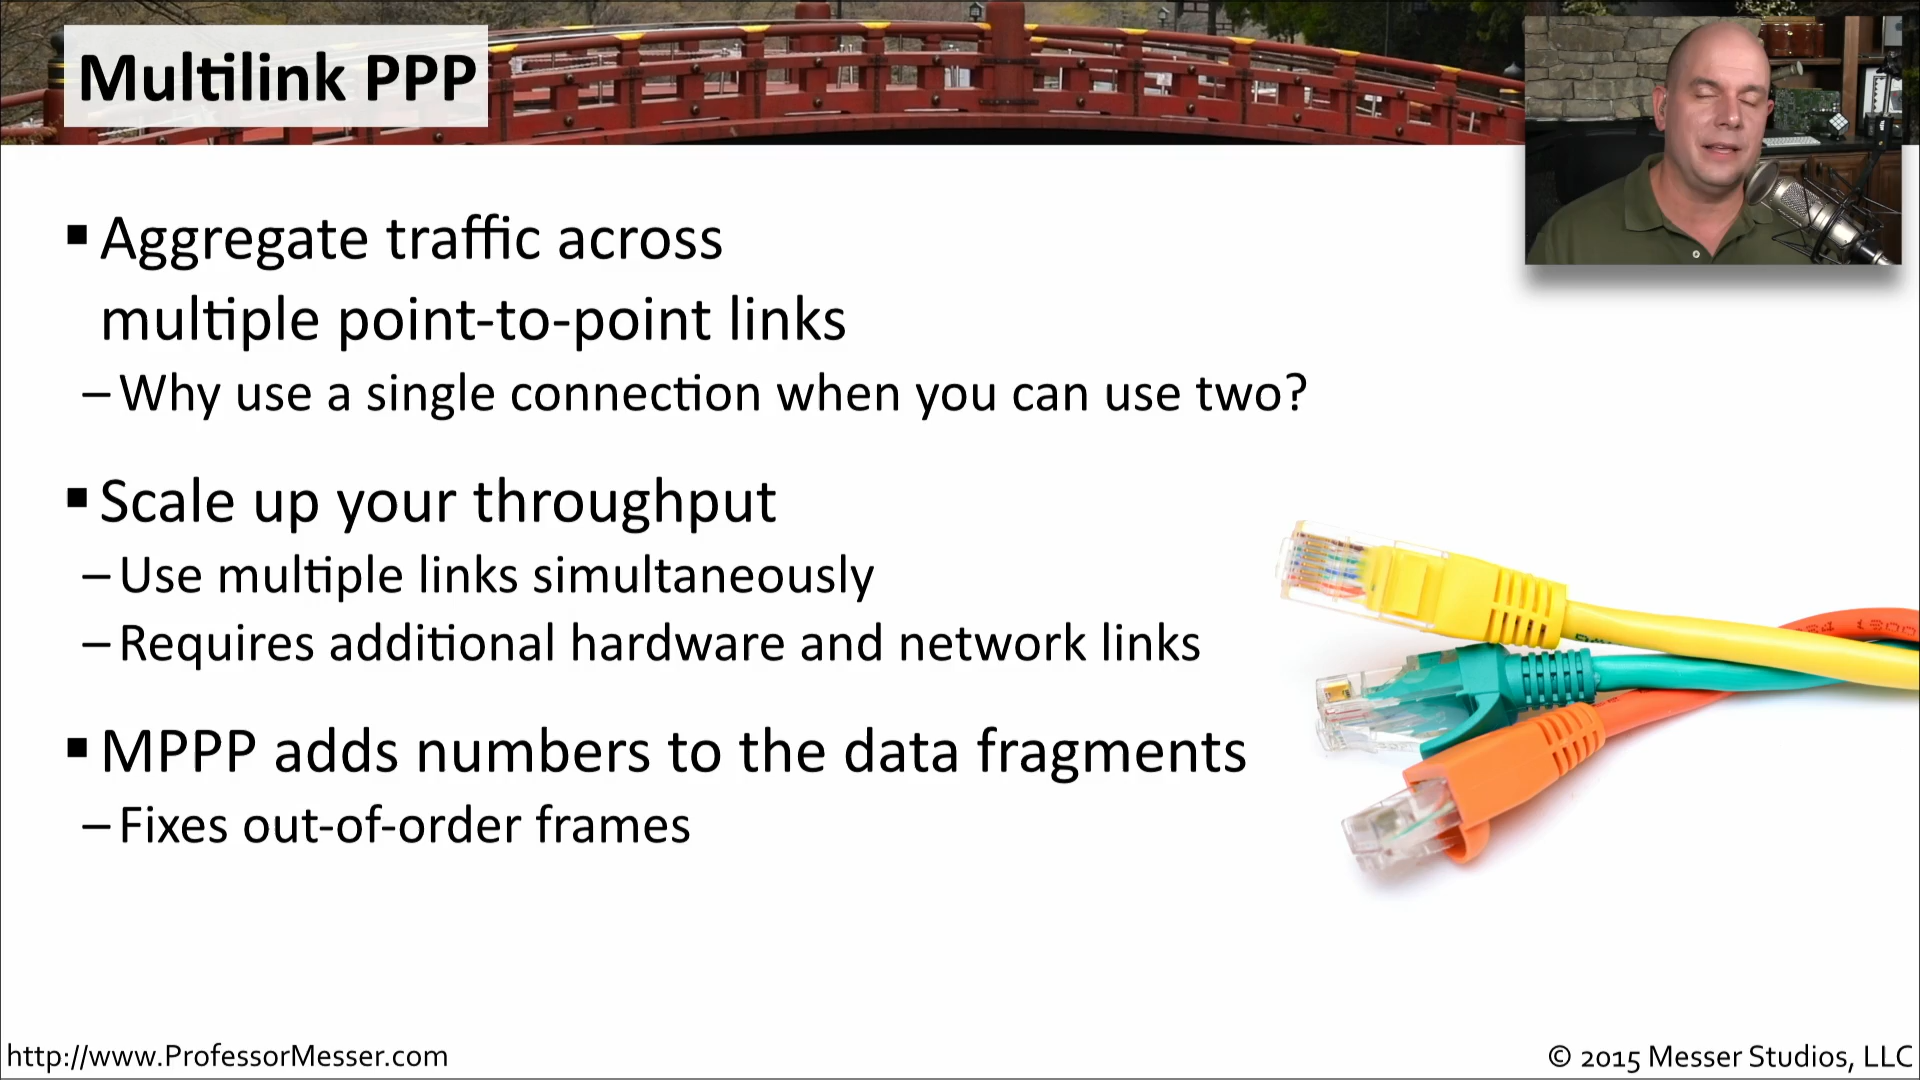 Multilink PPP
▪ Aggregate traffic across
multiple point-to-point links
– Why use a single connection when you can use two?
▪ Scale up your throughput
– Use multiple links simultaneously
– Requires additional hardware and network links
▪ MPPP adds numbers to the data fragments
– Fixes out-of-order frames
http://www.ProfessorMesser.com
© 2015 Messer Studios, LLC